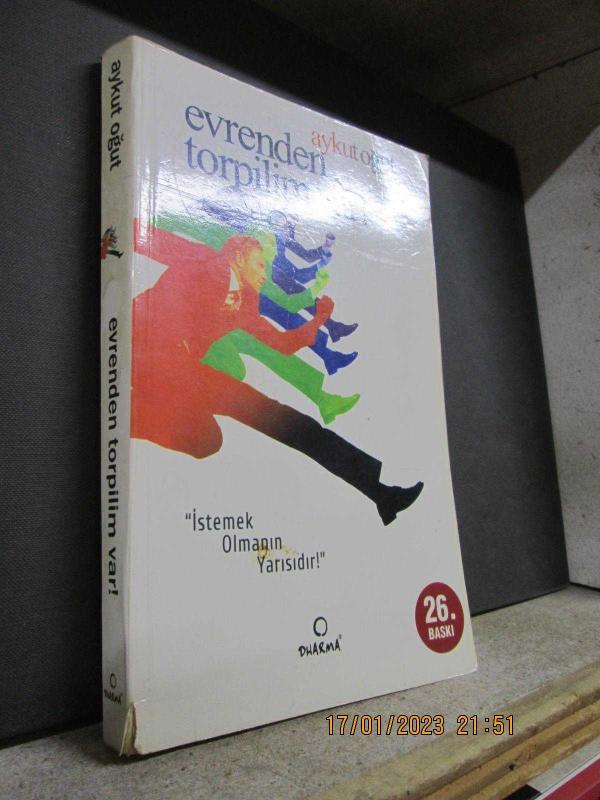 aykut oğut
evrenden torpilim var!
DHARMA
aykut oğut
evrenden
torpilim
"İstemek
Olmanın
Yarısıdır!"
26.
BASKI
DHARMA
17/01/2023 21:51